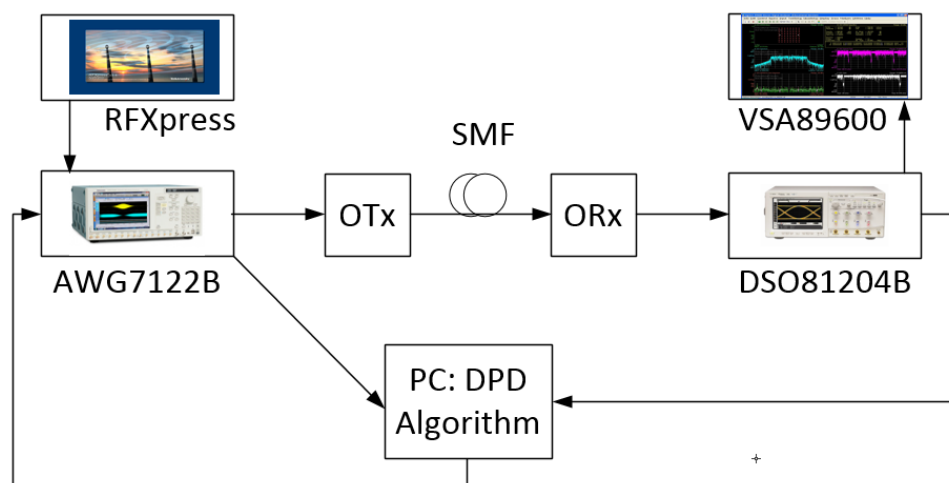 RFXpress
VSA89600
SMF
OTx
ORx
AWG7122B
DSO81204B
PC: DPD
Algorithm